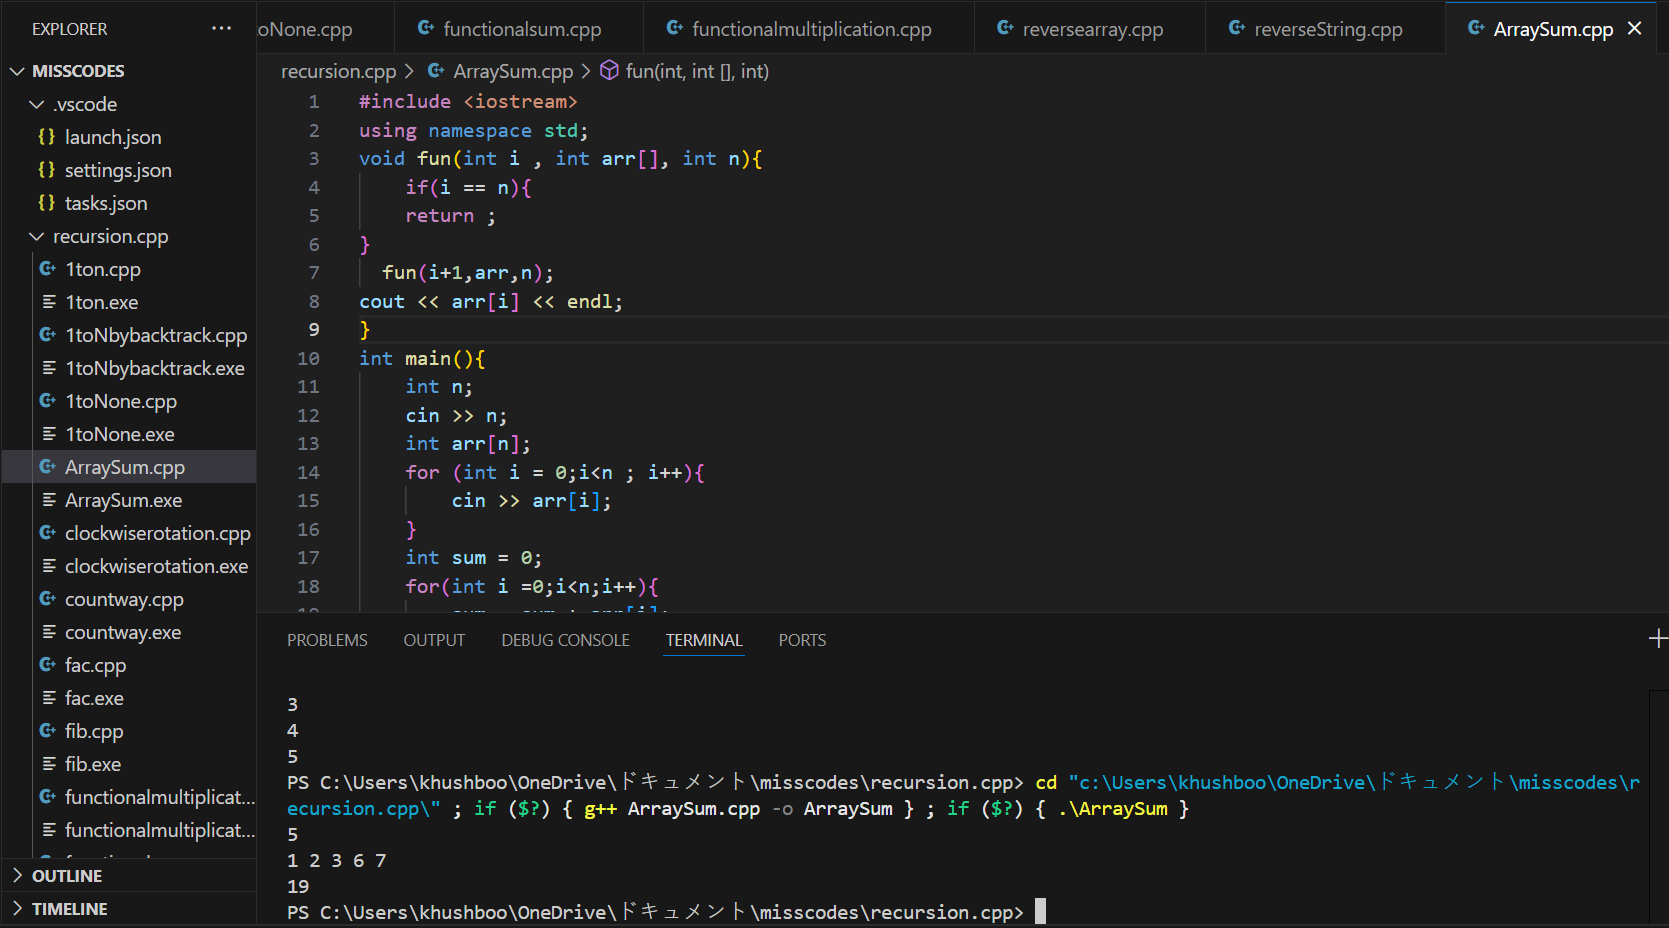 EXPLORER
MISSCODES
.vscode
{} launch.json
{} settings.json
{} tasks.json
recursion.cpp
1ton.cpp
1ton.exe
1toNbybacktrack.cpp
1toNbybacktrack.exe
1toNone.cpp
1toNone.exe
ArraySum.cpp
ArraySum.exe
clockwiserotation.cpp
clockwiserotation.exe
countway.cpp
countway.exe
fac.cpp
fac.exe
fib.cpp
fib.exe
functionalmultiplicat...
functionalmultiplicat...
OUTLINE
TIMELINE
oNone.cpp functionalsum.cpp functionalmultiplication.cpp reversearray.cpp reverseString.cpp ArraySum.cpp
recursion.cpp > ArraySum.cpp > fun(int, int [], int)
1 #include <iostream>
2 using namespace std;
3 void fun(int i , int arr[], int n){
4 if(i == n){
5 return ;
6 }
7 fun(i+1,arr,n);
8 cout << arr[i] << endl;
9 }
10 int main(){
11 int n;
12 cin >> n;
13 int arr[n];
14 for (int i = 0;i<n ; i++){
15 cin >> arr[i];
16 }
17 int sum = 0;
18 for(int i =0;i<n;i++){
PROBLEMS OUTPUT DEBUG CONSOLE TERMINAL PORTS
3
4
5
PS C:\Users\khushboo\OneDrive\ドキュメント\misscodes\recursion.cpp> cd "c:\Users\khushboo\OneDrive\ドキュメント\misscodes\r
ecursion.cpp\" ; if ($?) { g++ ArraySum.cpp -o ArraySum } ; if ($?) { .\ArraySum }
5
1 2 3 6 7
19
PS C:\Users\khushboo\OneDrive\ドキュメント\misscodes\recursion.cpp>